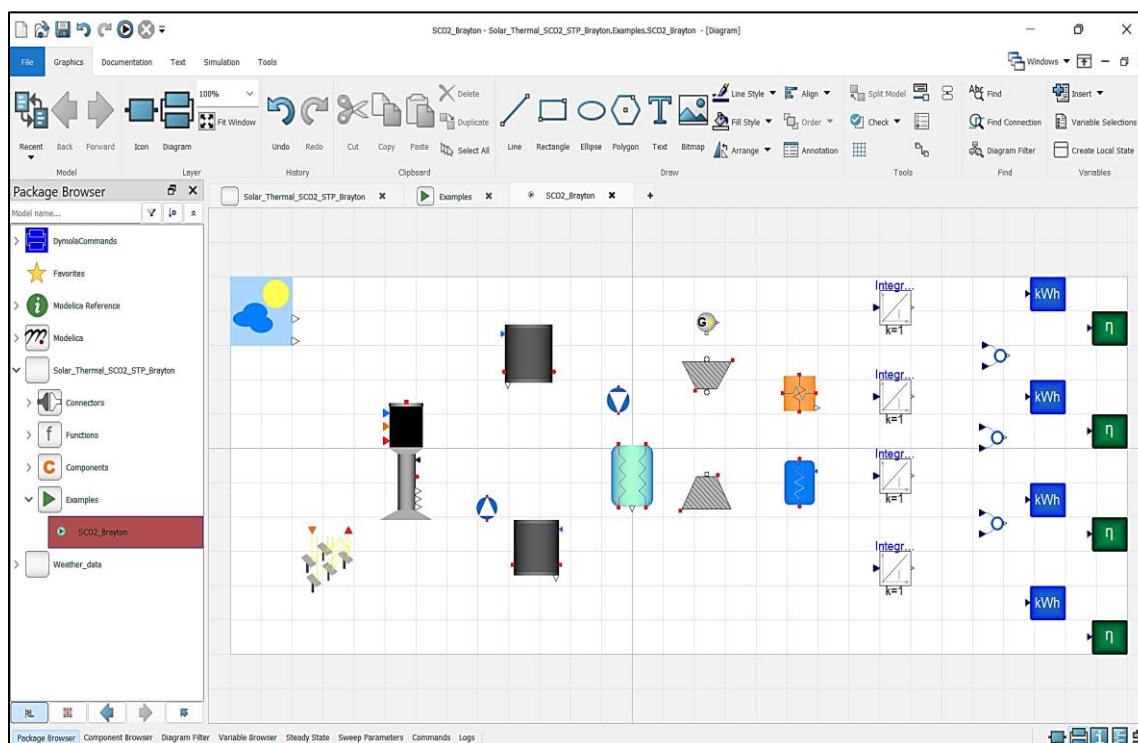 SCO2_Brayton - Solar_Thermal_SCO2_STP_Brayton.Examples.SCO2_Brayton - [Diagram]
File Graphics Documentation Text Simulation Tools
Windows
100%
Fit Window
Delete
Duplicate
Select All
Line Style
Fill Style
Arrange
Align
Order
Annotation
Split Model
Check
Find
Find Connection
Diagram Filter
Insert
Variable Selections
Create Local State
Recent Back Forward Icon Diagram Undo Redo Cut Copy Paste Line Rectangle Ellipse Polygon Text Bitmap
Model Layer History Clipboard Draw Tools Find Variables
Package Browser
Model name...
Solar_Thermal_SCO2_STP_Brayton Examples SCO2_Brayton
DymolaCommands
Favorites
Modelica Reference
Modelica
Solar_Thermal_SCO2_STP_Brayton
Connectors
f Functions
C Components
Examples
SCO2_Brayton
Weather_data
G
Integr...
k=1
Integr...
k=1
Integr...
k=1
Integr...
k=1
kWh
η
kWh
η
kWh
η
kWh
η
Package Browser Component Browser Diagram Filter Variable Browser Steady State Sweep Parameters Commands Logs